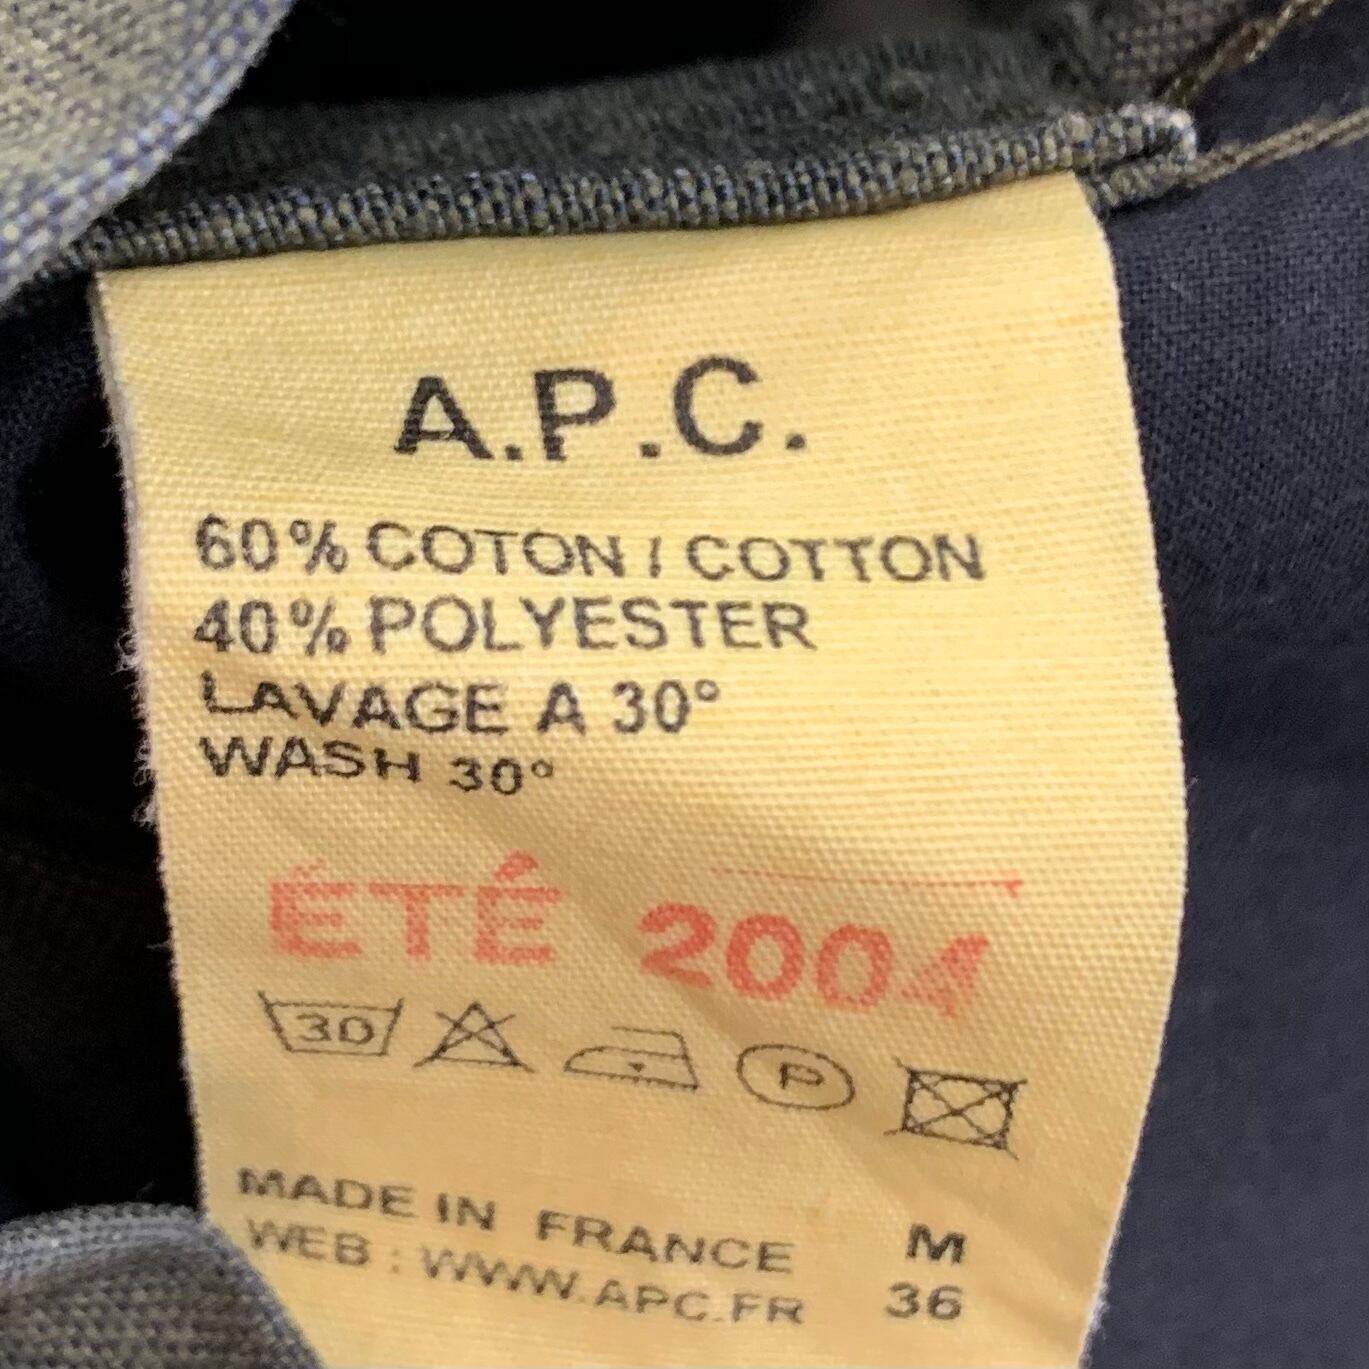 A.P.C.
60% COTON / COTTON
40% POLYESTER
LAVAGE A 30°
WASH 30°
ÉTÉ 2004
30 P
MADE IN FRANCE M
WEB : WWW.APC.FR 36